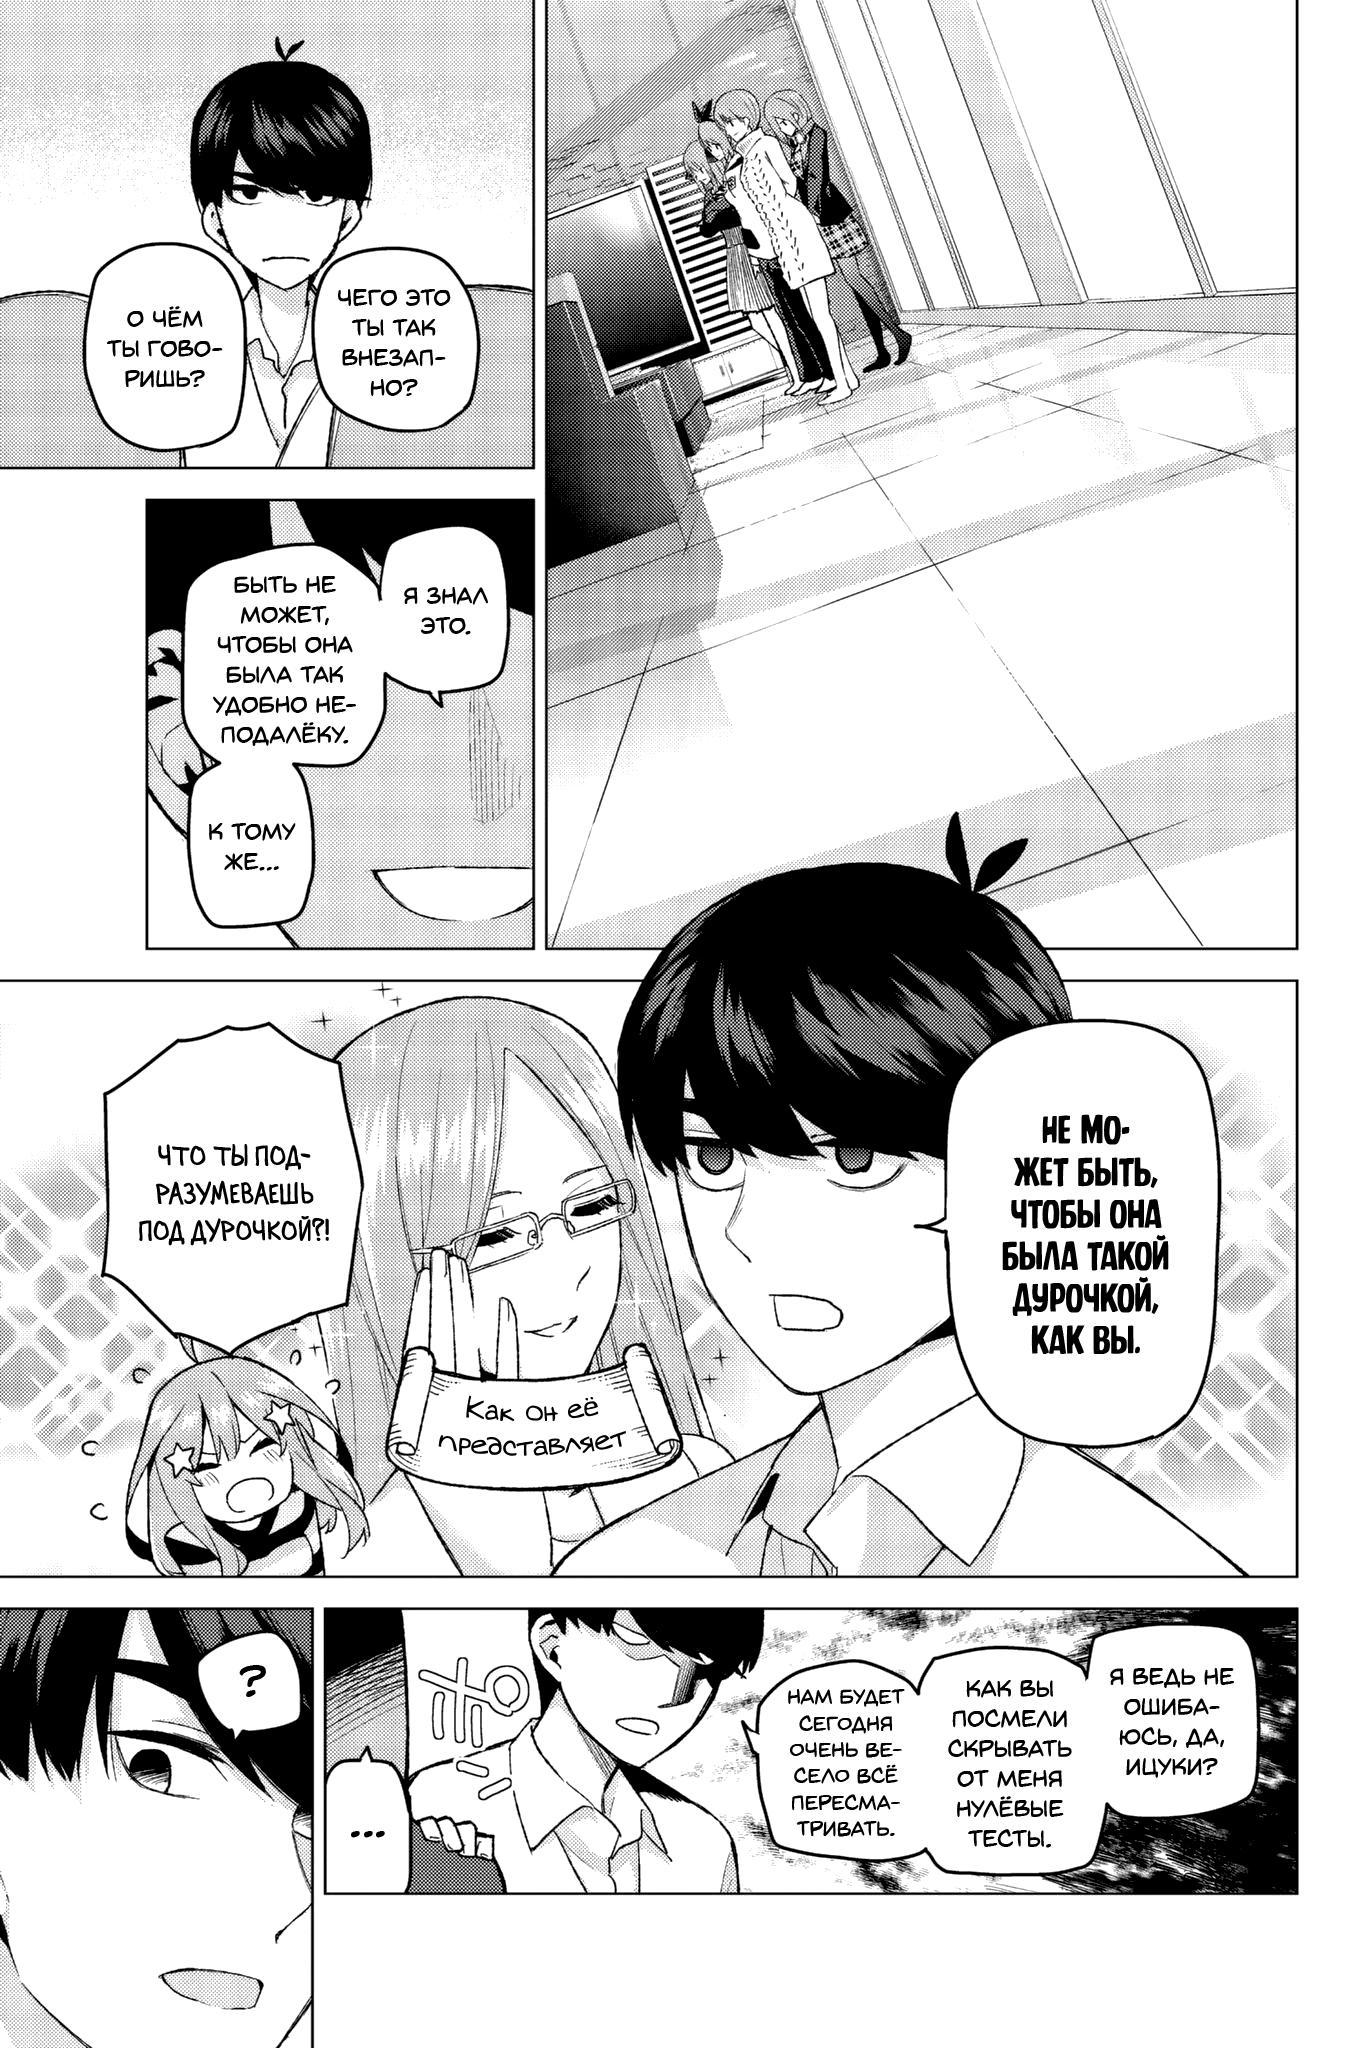 ЧЕГО ЭТО
ТЫ ТАК
ВНЕЗАП-
НО?
О ЧЁМ
ТЫ ГОВО-
РИШЬ?
Я ЗНАЛ
ЭТО.
БЫТЬ НЕ
МОЖЕТ,
ЧТОБЫ ОНА
БЫЛА ТАК
УДОБНО НЕ-
ПОДАЛЁКУ.
К ТОМУ
ЖЕ...
НЕ МО-
ЖЕТ БЫТЬ,
ЧТОБЫ ОНА
БЫЛА ТАКОЙ
ДУРОЧКОЙ,
КАК ВЫ.
Как он её
представляет
ЧТО ТЫ ПОД-
РАЗУМЕВАЕШЬ
ПОД ДУРОЧКОЙ?!
Я ВЕДЬ НЕ
ОШИБА-
ЮСЬ, ДА,
ИЦУКИ?
КАК ВЫ
ПОСМЕЛИ
СКРЫВАТЬ
ОТ МЕНЯ
НУЛЁВЫЕ
ТЕСТЫ.
НАМ БУДЕТ
СЕГОДНЯ
ОЧЕНЬ ВЕ-
СЕЛО ВСЁ
ПЕРЕСМА-
ТРИВАТЬ.
...
?